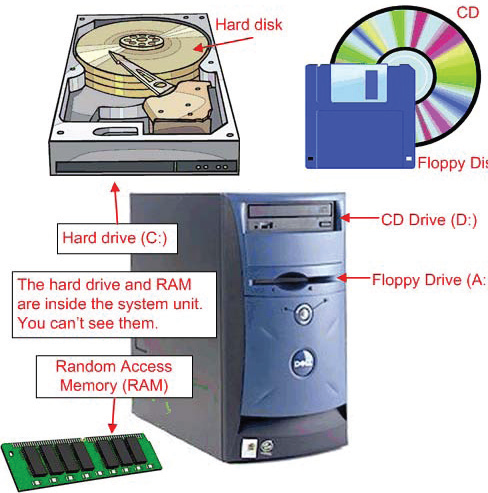 CD
Hard disk
Floppy Dis
Hard drive (C:)
CD Drive (D:)
The hard drive and RAM
are inside the system unit.
You can't see them.
Floppy Drive (A:
Random Access
Memory (RAM)
DELL